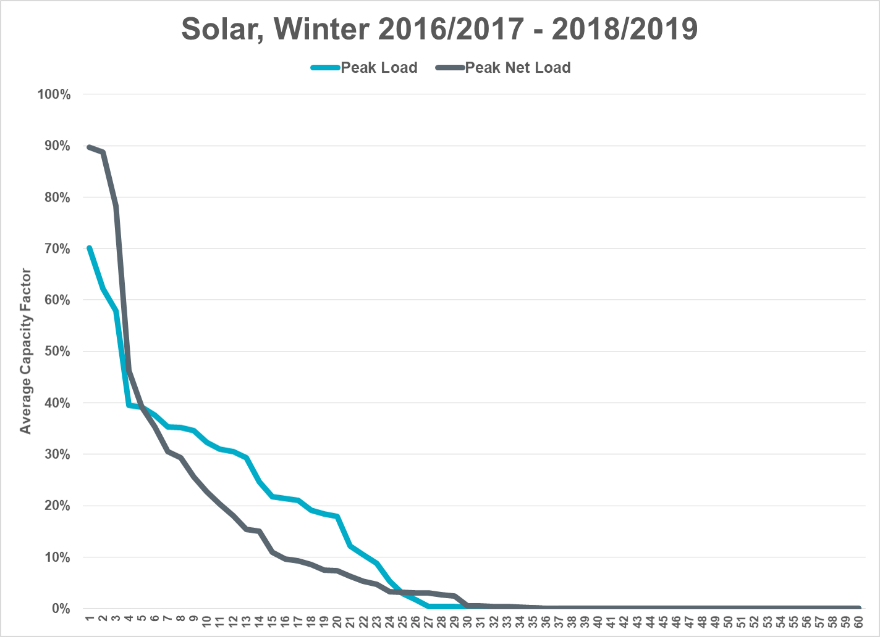 Solar, Winter 2016/2017 - 2018/2019
Peak Load Peak Net Load
100%
90%
80%
70%
60%
50%
40%
30%
20%
10%
0%
Average Capacity Factor
1 2 3 4 5 6 7 8 9 10 11 12 13 14 15 16 17 18 19 20 21 22 23 24 25 26 27 28 29 30 31 32 33 34 35 36 37 38 39 40 41 42 43 44 45 46 47 48 49 50 51 52 53 54 55 56 57 58 59 60